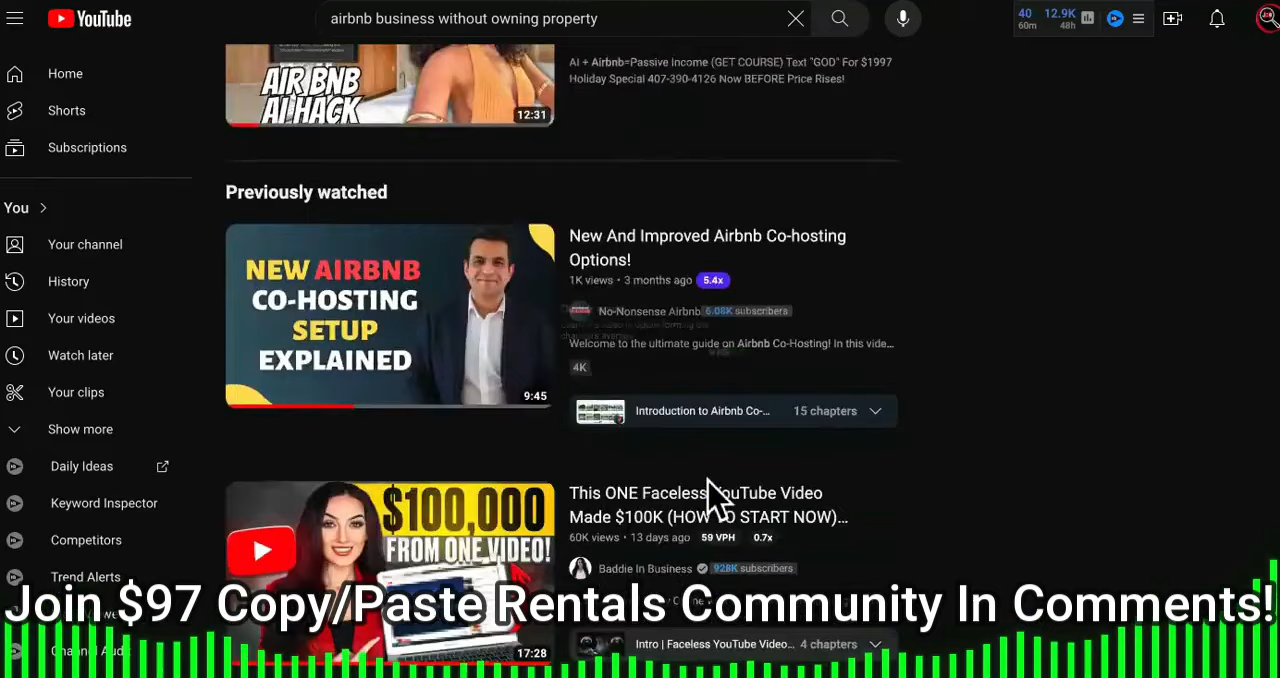 YouTube
airbnb business without owning property
40
60m
12.9K
48h
Home
Shorts
Subscriptions
You
Your channel
History
Your videos
Watch later
Your clips
Show more
Daily Ideas
Keyword Inspector
Competitors
Trend Alerts
AIR BNB
AI HACK
12:31
AI + Airbnb=Passive Income (GET COURSE) Text "GOD" For $1997
Holiday Special 407-390-4126 Now BEFORE Price Rises!
Previously watched
NEW AIRBNB
CO-HOSTING
SETUP
EXPLAINED
9:45
New And Improved Airbnb Co-hosting
Options!
1K views • 3 months ago 5.4x
No-Nonsense Airbnb 6.08K subscribers
Welcome to the ultimate guide on Airbnb Co-Hosting! In this vide...
4K
Introduction to Airbnb Co-... 15 chapters
$100,000
FROM ONE VIDEO!
17:28
This ONE Faceless YouTube Video
Made $100K (HOW TO START NOW)...
60K views • 13 days ago 59 VPH 0.7x
Baddie In Business 928K subscribers
Join $97 Copy/Paste Rentals Community In Comments!
Intro | Faceless YouTube Video... 4 chapters